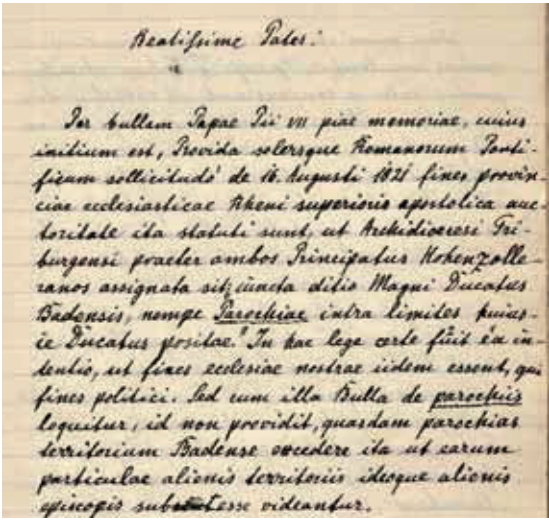 Beatissime Pater!
Per bullam Papae Pii VII piae memoriae, cuius
initium est, Provida solersque Romanorum Ponti-
ficum sollicitudo de 16. Augusti 1821 fines provin-
ciae ecclesiasticae Rheni superioris apostolica auc-
toritate ita statuti sunt, ut Archidioecesi Fri-
burgensi praeter ambos Principatus Hohenzolle-
ranos assignata sit cuncta ditio Magni Ducatus
Badensis, nempe Parochiae intra limites huius-
ce Ducatus positae." In hac lege certe fuit ea in-
tentio, ut fines ecclesiae nostrae iidem essent, qui
fines politici. Sed cum illa Bulla de parochiis
loquitur, id non providit, quasdam parochias
territorium Badense excedere ita ut earum
particulae alienis territoriis ideoque alienis
episcopis subesse videantur.